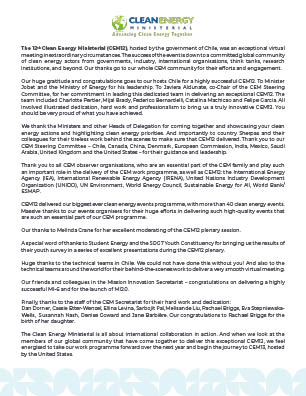 CLEAN ENERGY
MINISTERIAL
Advancing Clean Energy Together
The 12th Clean Energy Ministerial (CEM12), hosted by the government of Chile, was an exceptional virtual
meeting in extraordinary circumstances. The success of the event is down to a committed global community
of clean energy actors from governments, industry, international organisations, think tanks, research
institutions, and beyond. Our thanks go to our whole CEM community for their efforts and engagement.
Our huge gratitude and congratulations goes to our hosts Chile for a highly successful CEM12. To Minister
Jobet and the Ministry of Energy for his leadership. To Javiera Aldunate, co-Chair of the CEM Steering
Committee, for her commitment in leading this dedicated team in delivering an exceptional CEM12. The
team included Charlotte Pertier, Mijal Brady, Federico Bernardelli, Catalina Machicao and Felipe Garcia. All
involved illustrated dedication, hard work and professionalism to bring us a truly innovative CEM12. You should
be very proud of what you have achieved.
We thank the Ministers and other Heads of Delegation for coming together and showcasing your clean
energy actions and highlighting clean energy priorities. And importantly to country Sherpas and their
colleagues for their tireless work behind the scenes to make sure that CEM12 delivered. Thank you to our
CEM Steering Committee – Chile, Canada, China, Denmark, European Commission, India, Mexico, Saudi
Arabia, United Kingdom and the United States - for their guidance and leadership.
Thank you to all CEM observer organisations, who are an essential part of the CEM family and play such
an important role in the delivery of the CEM work programme, as well as CEM12: the International Energy
Agency (IEA), International Renewable Energy Agency (IRENA), United Nations Industry Development
Organisation (UNIDO), UN Environment, World Energy Council, Sustainable Energy for All, World Bank/
ESMAP.
CEM12 delivered our biggest ever clean energy events programme, with more than 40 clean energy events.
Massive thanks to our events organisers for their huge efforts in delivering such high-quality events that
are such an essential part of our CEM programme.
Our thanks to Melinda Crane for her excellent moderating of the CEM12 plenary session.
A special word of thanks to Student Energy and the SDG7 Youth Constituency for bringing us the results of
their youth survey in a series of excellent presentations during the CEM12 plenary.
Huge thanks to the technical teams in Chile. We could not have done this without you! And also to the
technical teams around the world for their behind-the-scenes work to deliver a very smooth virtual meeting.
Our friends and colleagues in the Mission Innovation Secretariat – congratulations on delivering a highly
successful MI-6 and for the launch of MI2.0.
Finally, thanks to the staff of the CEM Secretariat for their hard work and dedication:
Dan Dorner, Elina Levina, Sarbojit Pal, Melisande Liu, Rachael Briggs,
Susannah Nash, Denise Goward and Jane Barbière. Our congratulations to Rachael Briggs for the
birth of her daughter.
The Clean Energy Ministerial is all about international collaboration in action. And when we look at the
members of our global community that have come together to deliver this exceptional CEM12, we feel
energised to take our work programme forward over the next year and begin the journey to CEM13, hosted
by the United States.